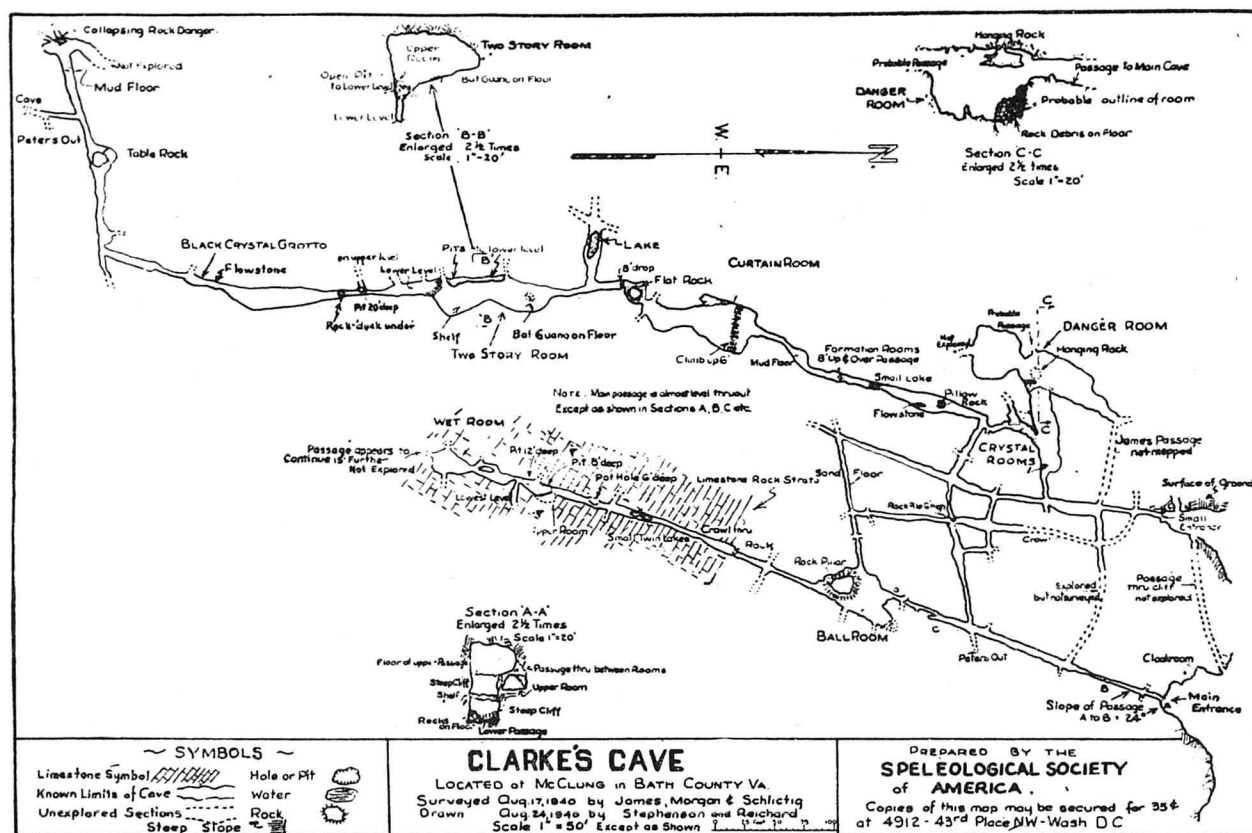 Collapsing Rock Danger
Not Explored
Mud Floor
Cave
Peters Out
Table Rock
Upper Room
TWO STORY ROOM
Open Pit to Lower Level
Bat Guano on Floor
Lower Level
Section 'B-B'
Enlarged 2½ Times
Scale 1"-20'
Hanging Rock
Probable Passage
Passage to Main Cave
DANGER ROOM
Probable outline of room
Rock Debris on Floor
Section C-C
Enlarged 2½ times
Scale 1"=20'
W
E
N
BLACK CRYSTAL GROTTO
Flowstone
on upper level
Lower Level
Pit 20' deep
Rock-duck under
Pits to lower level
B'
Shelf
'B
TWO STORY ROOM
Bat Guano on Floor
LAKE
8' drop
Flat Rock
CURTAIN ROOM
Climb up 6'
Mud Floor
Formation Rooms
8' Up & Over Passage
Small Lake
Pillow Rock
Flowstone
Not Explored
Probable Passage
C
DANGER ROOM
Hanging Rock
C
CRYSTAL ROOMS
James Passage
not mapped
NOTE. Main passage is almost level thruout
Except as shown in Sections A, B, C etc.
WET ROOM
Passage appears to
Continue is Further
Not Explored
Pit 12' deep
Pit 8' deep
Pot Hole 6' deep
Limestone Rock Strata
Lowest Level
Upper Room
Small Twin Lakes
Crawl thru
Rock
Sand Floor
Crawl
Surface of Ground
Small Entrance
Rock Pillar
BALL ROOM
C
Peters Out
Explored
but not surveyed
Passage
thru cliff
not explored
Cloakroom
B
A
Main
Entrance
Slope of Passage
A to B = 24°
Section 'A-A'
Enlarged 2½ Times
Scale 1"=20'
Floor of upper-Passage
Passage thru between Rooms
Steep Cliff
Upper Room
Shelf
Steep Cliff
Rocks on Floor
Lower Passage
~ SYMBOLS ~
Limestone Symbol
Hole or Pit
Known Limits of Cave
Water
Unexplored Sections
Rock
Steep Slope
CLARKE'S CAVE
LOCATED at McCLUNG in BATH COUNTY VA.
Surveyed Aug. 17, 1940 by James, Morgan & Schlictig
Drawn Aug. 24, 1940 by Stephenson and Reichard
Scale 1" = 50' Except as Shown
0 25 50 75 100
PREPARED BY THE
SPELEOLOGICAL SOCIETY
of AMERICA.
Copies of this map may be secured for 35¢
at 4912-43rd Place, NW-Wash DC